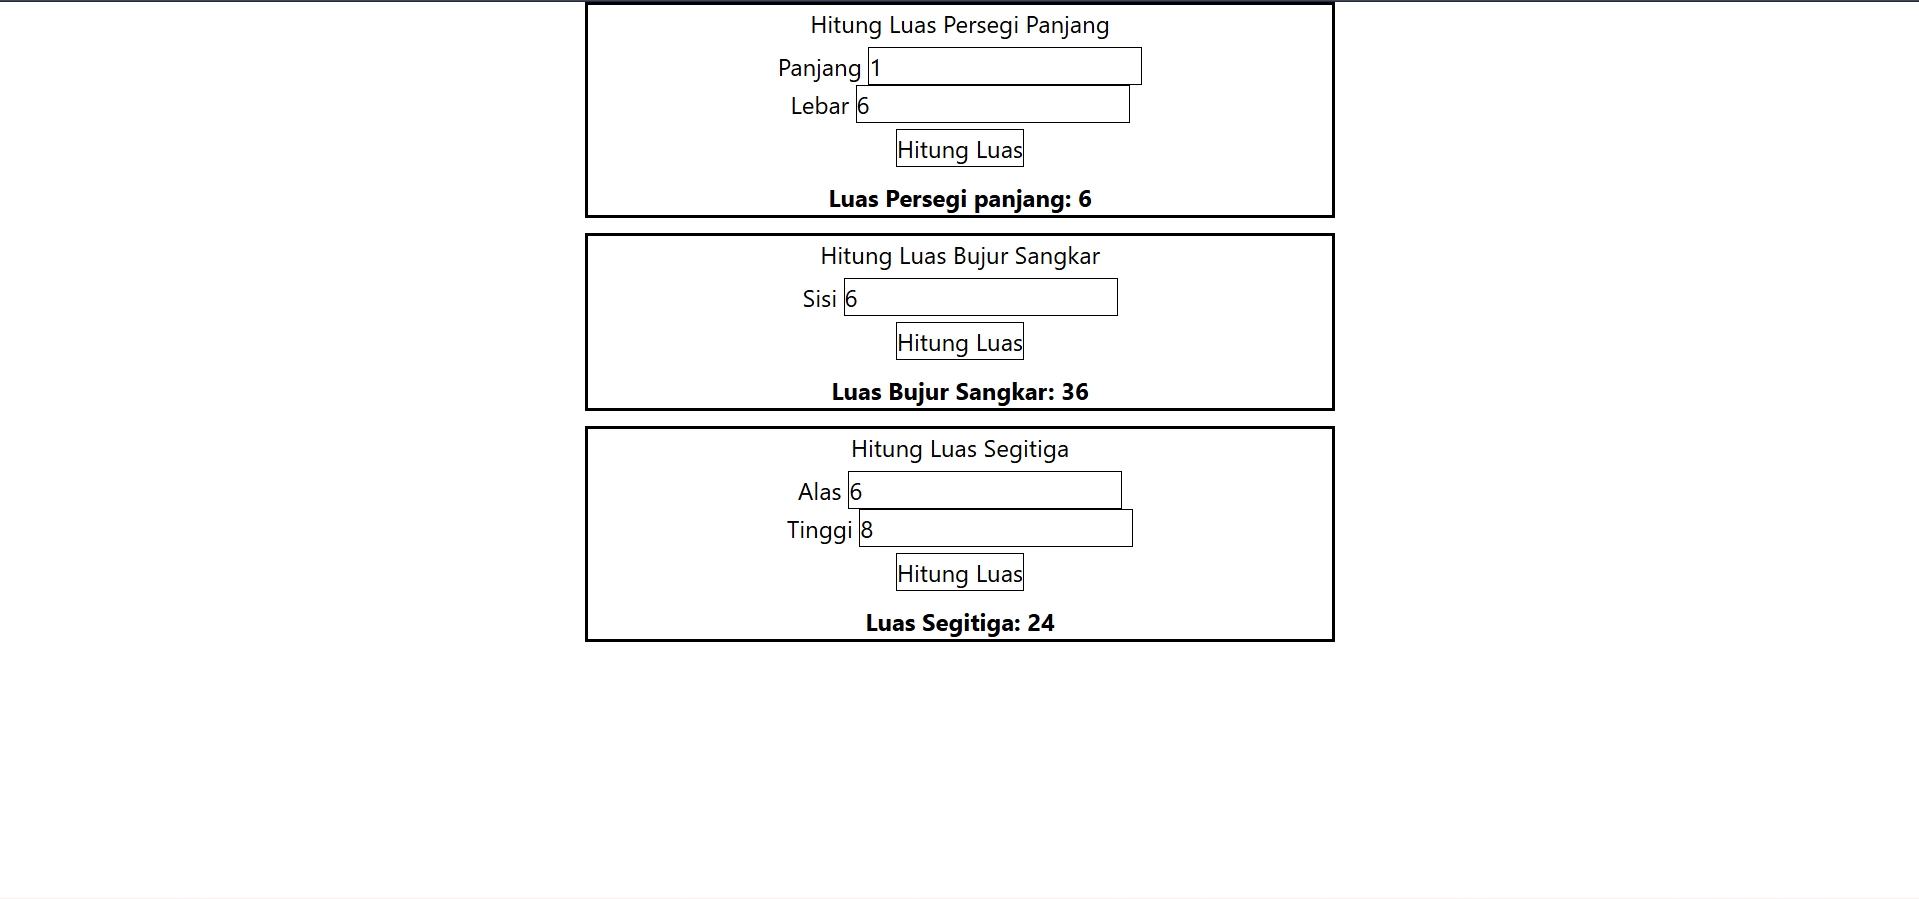 Hitung Luas Persegi Panjang
Panjang 1
Lebar 6
Hitung Luas
Luas Persegi panjang: 6
Hitung Luas Bujur Sangkar
Sisi 6
Hitung Luas
Luas Bujur Sangkar: 36
Hitung Luas Segitiga
Alas 6
Tinggi 8
Hitung Luas
Luas Segitiga: 24